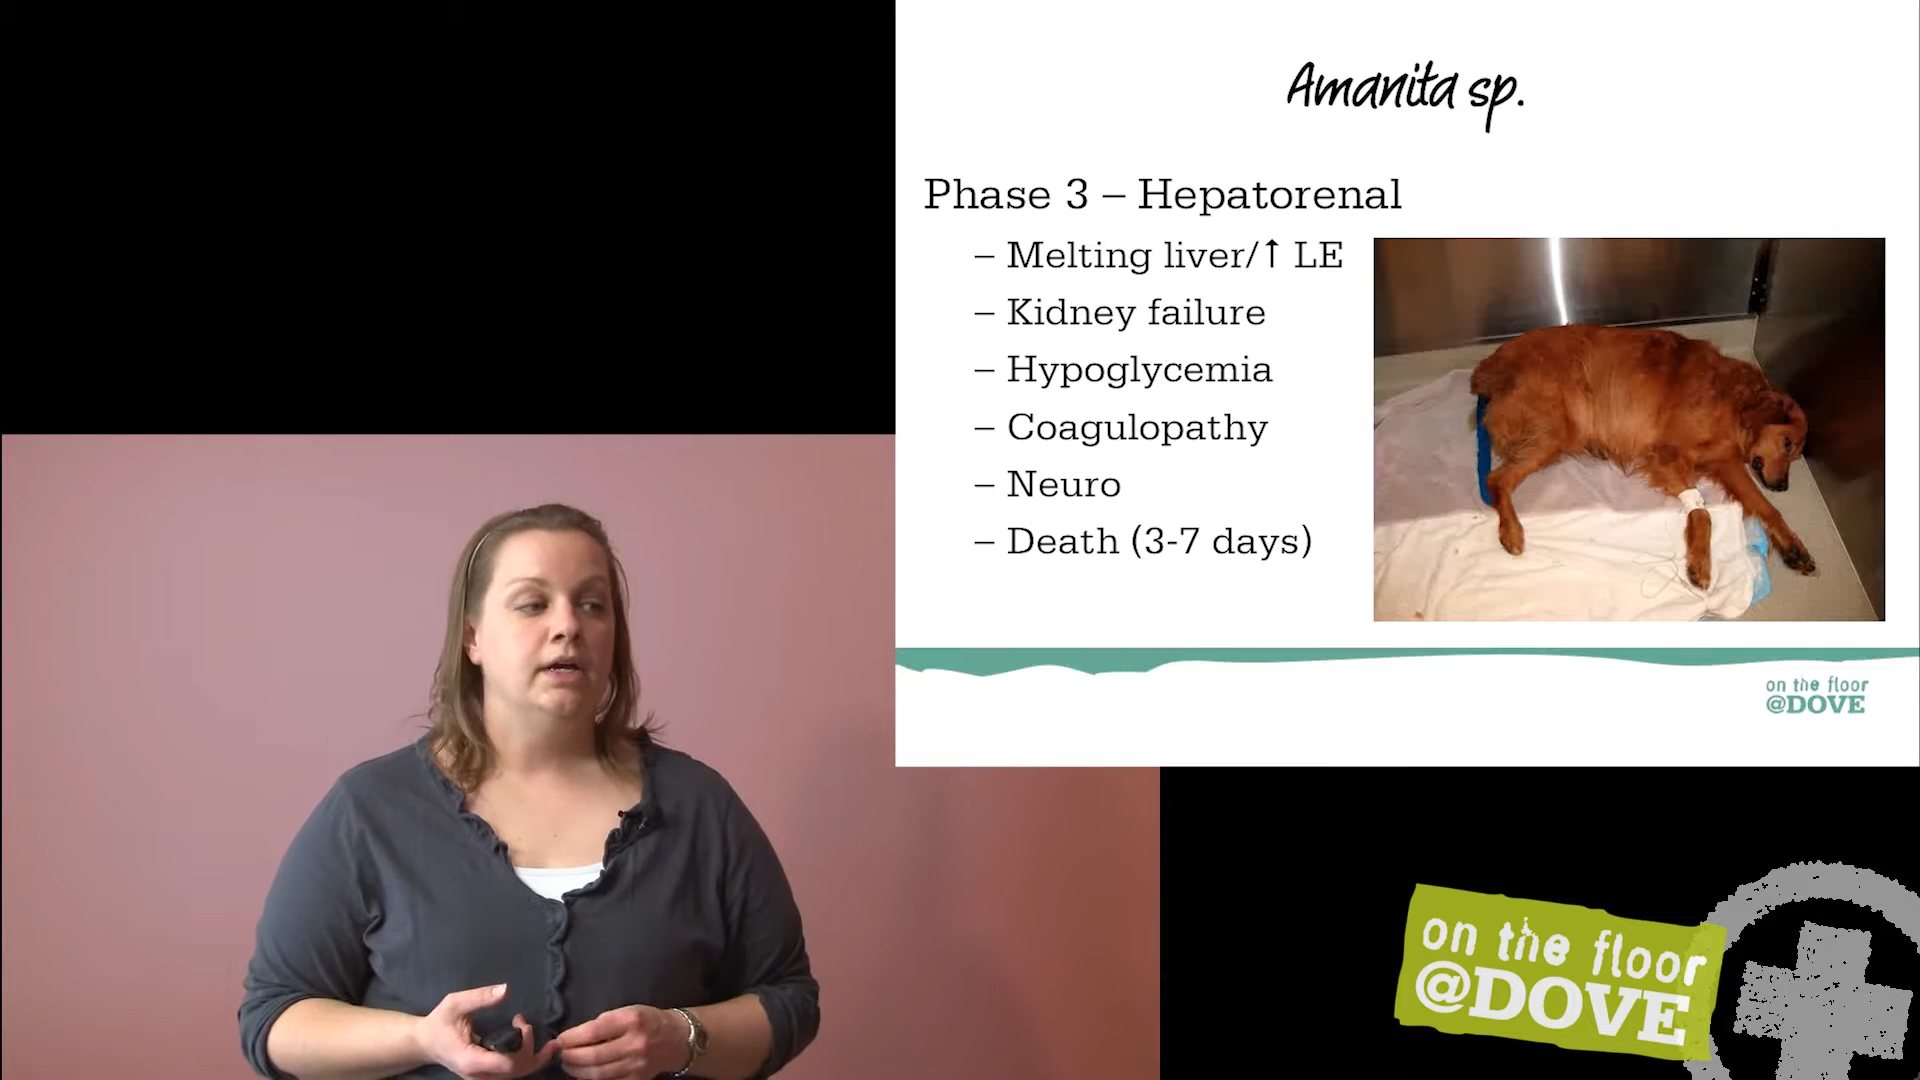 Amanita sp.
Phase 3 – Hepatorenal
– Melting liver/↑ LE
– Kidney failure
– Hypoglycemia
– Coagulopathy
– Neuro
– Death (3-7 days)
on the floor
@DOVE
on the floor
@DOVE